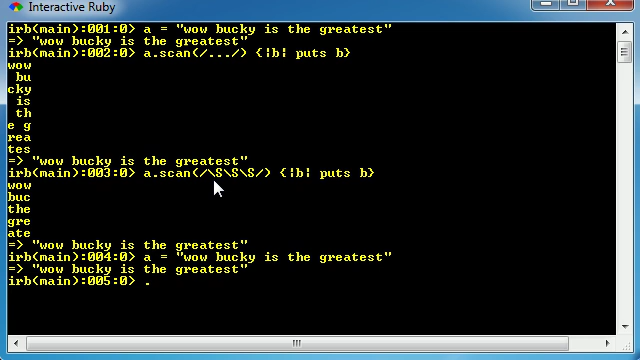 Interactive Ruby
irb(main):001:0> a = "wow bucky is the greatest"
=> "wow bucky is the greatest"
irb(main):002:0> a.scan(/.../) {|b| puts b}
wow
 bu
cky
 is
 th
e g
rea
tes
=> "wow bucky is the greatest"
irb(main):003:0> a.scan(/\S\S\S/) {|b| puts b}
wow
buc
the
gre
ate
=> "wow bucky is the greatest"
irb(main):004:0> a = "wow bucky is the greatest"
=> "wow bucky is the greatest"
irb(main):005:0> .